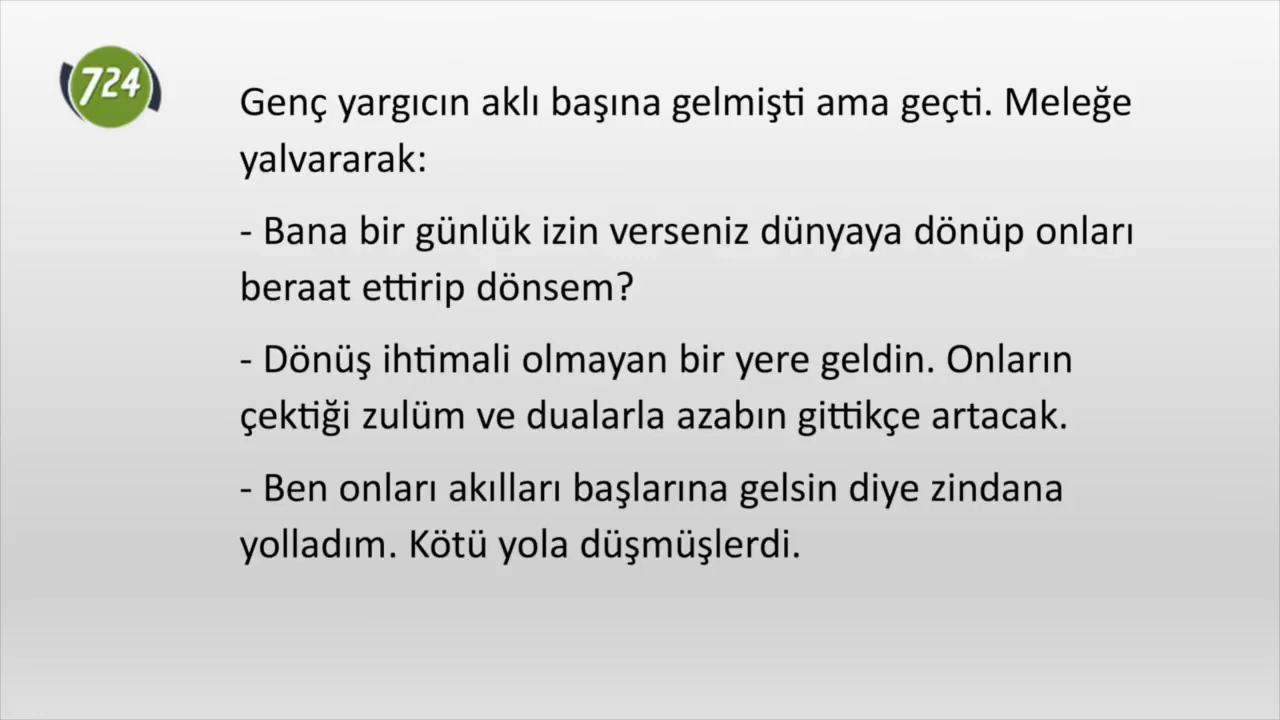 724
Genç yargıcın aklı başına gelmişti ama geçti. Meleğe
yalvararak:
- Bana bir günlük izin verseniz dünyaya dönüp onları
beraat ettirip dönsem?
- Dönüş ihtimali olmayan bir yere geldin. Onların
çektiği zulüm ve dualarla azabın gittikçe artacak.
- Ben onları akılları başlarına gelsin diye zindana
yolladım. Kötü yola düşmüşlerdi.